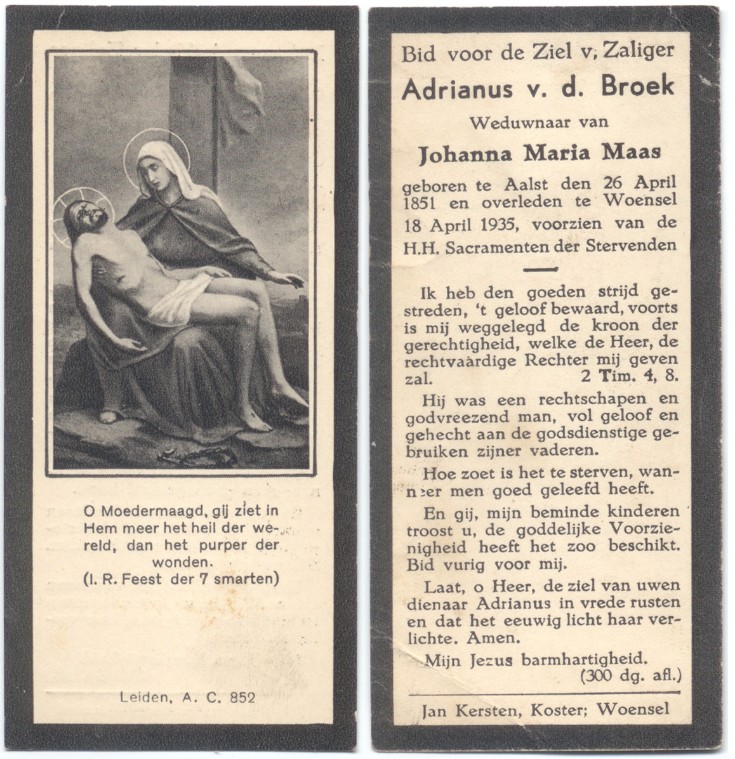 O Moedermaagd, gij ziet in
Hem meer het heil der we-
reld, dan het purper der
wonden.
(I. R. Feest der 7 smarten)
Leiden, A. C. 852
Bid voor de Ziel v, Zaliger
Adrianus v. d. Broek
Weduwnaar van
Johanna Maria Maas
geboren te Aalst den 26 April
1851 en overleden te Woensel
18 April 1935, voorzien van de
H.H. Sacramenten der Stervenden
Ik heb den goeden strijd ge-
streden, 't geloof bewaard, voorts
is mij weggelegd de kroon der
gerechtigheid, welke de Heer, de
rechtvaardige Rechter mij geven
zal. 2 Tim. 4, 8.
Hij was een rechtschapen en
godvreezend man, vol geloof en
gehecht aan de godsdienstige ge-
bruiken zijner vaderen.
Hoe zoet is het te sterven, wan-
neer men goed geleefd heeft.
En gij, mijn beminde kinderen
troost u, de goddelijke Voorzie-
nigheid heeft het zoo beschikt.
Bid vurig voor mij.
Laat, o Heer, de ziel van uwen
dienaar Adrianus in vrede rusten
en dat het eeuwig licht haar ver-
lichte. Amen.
Mijn Jezus barmhartigheid.
(300 dg. afl.)
Jan Kersten, Koster; Woensel